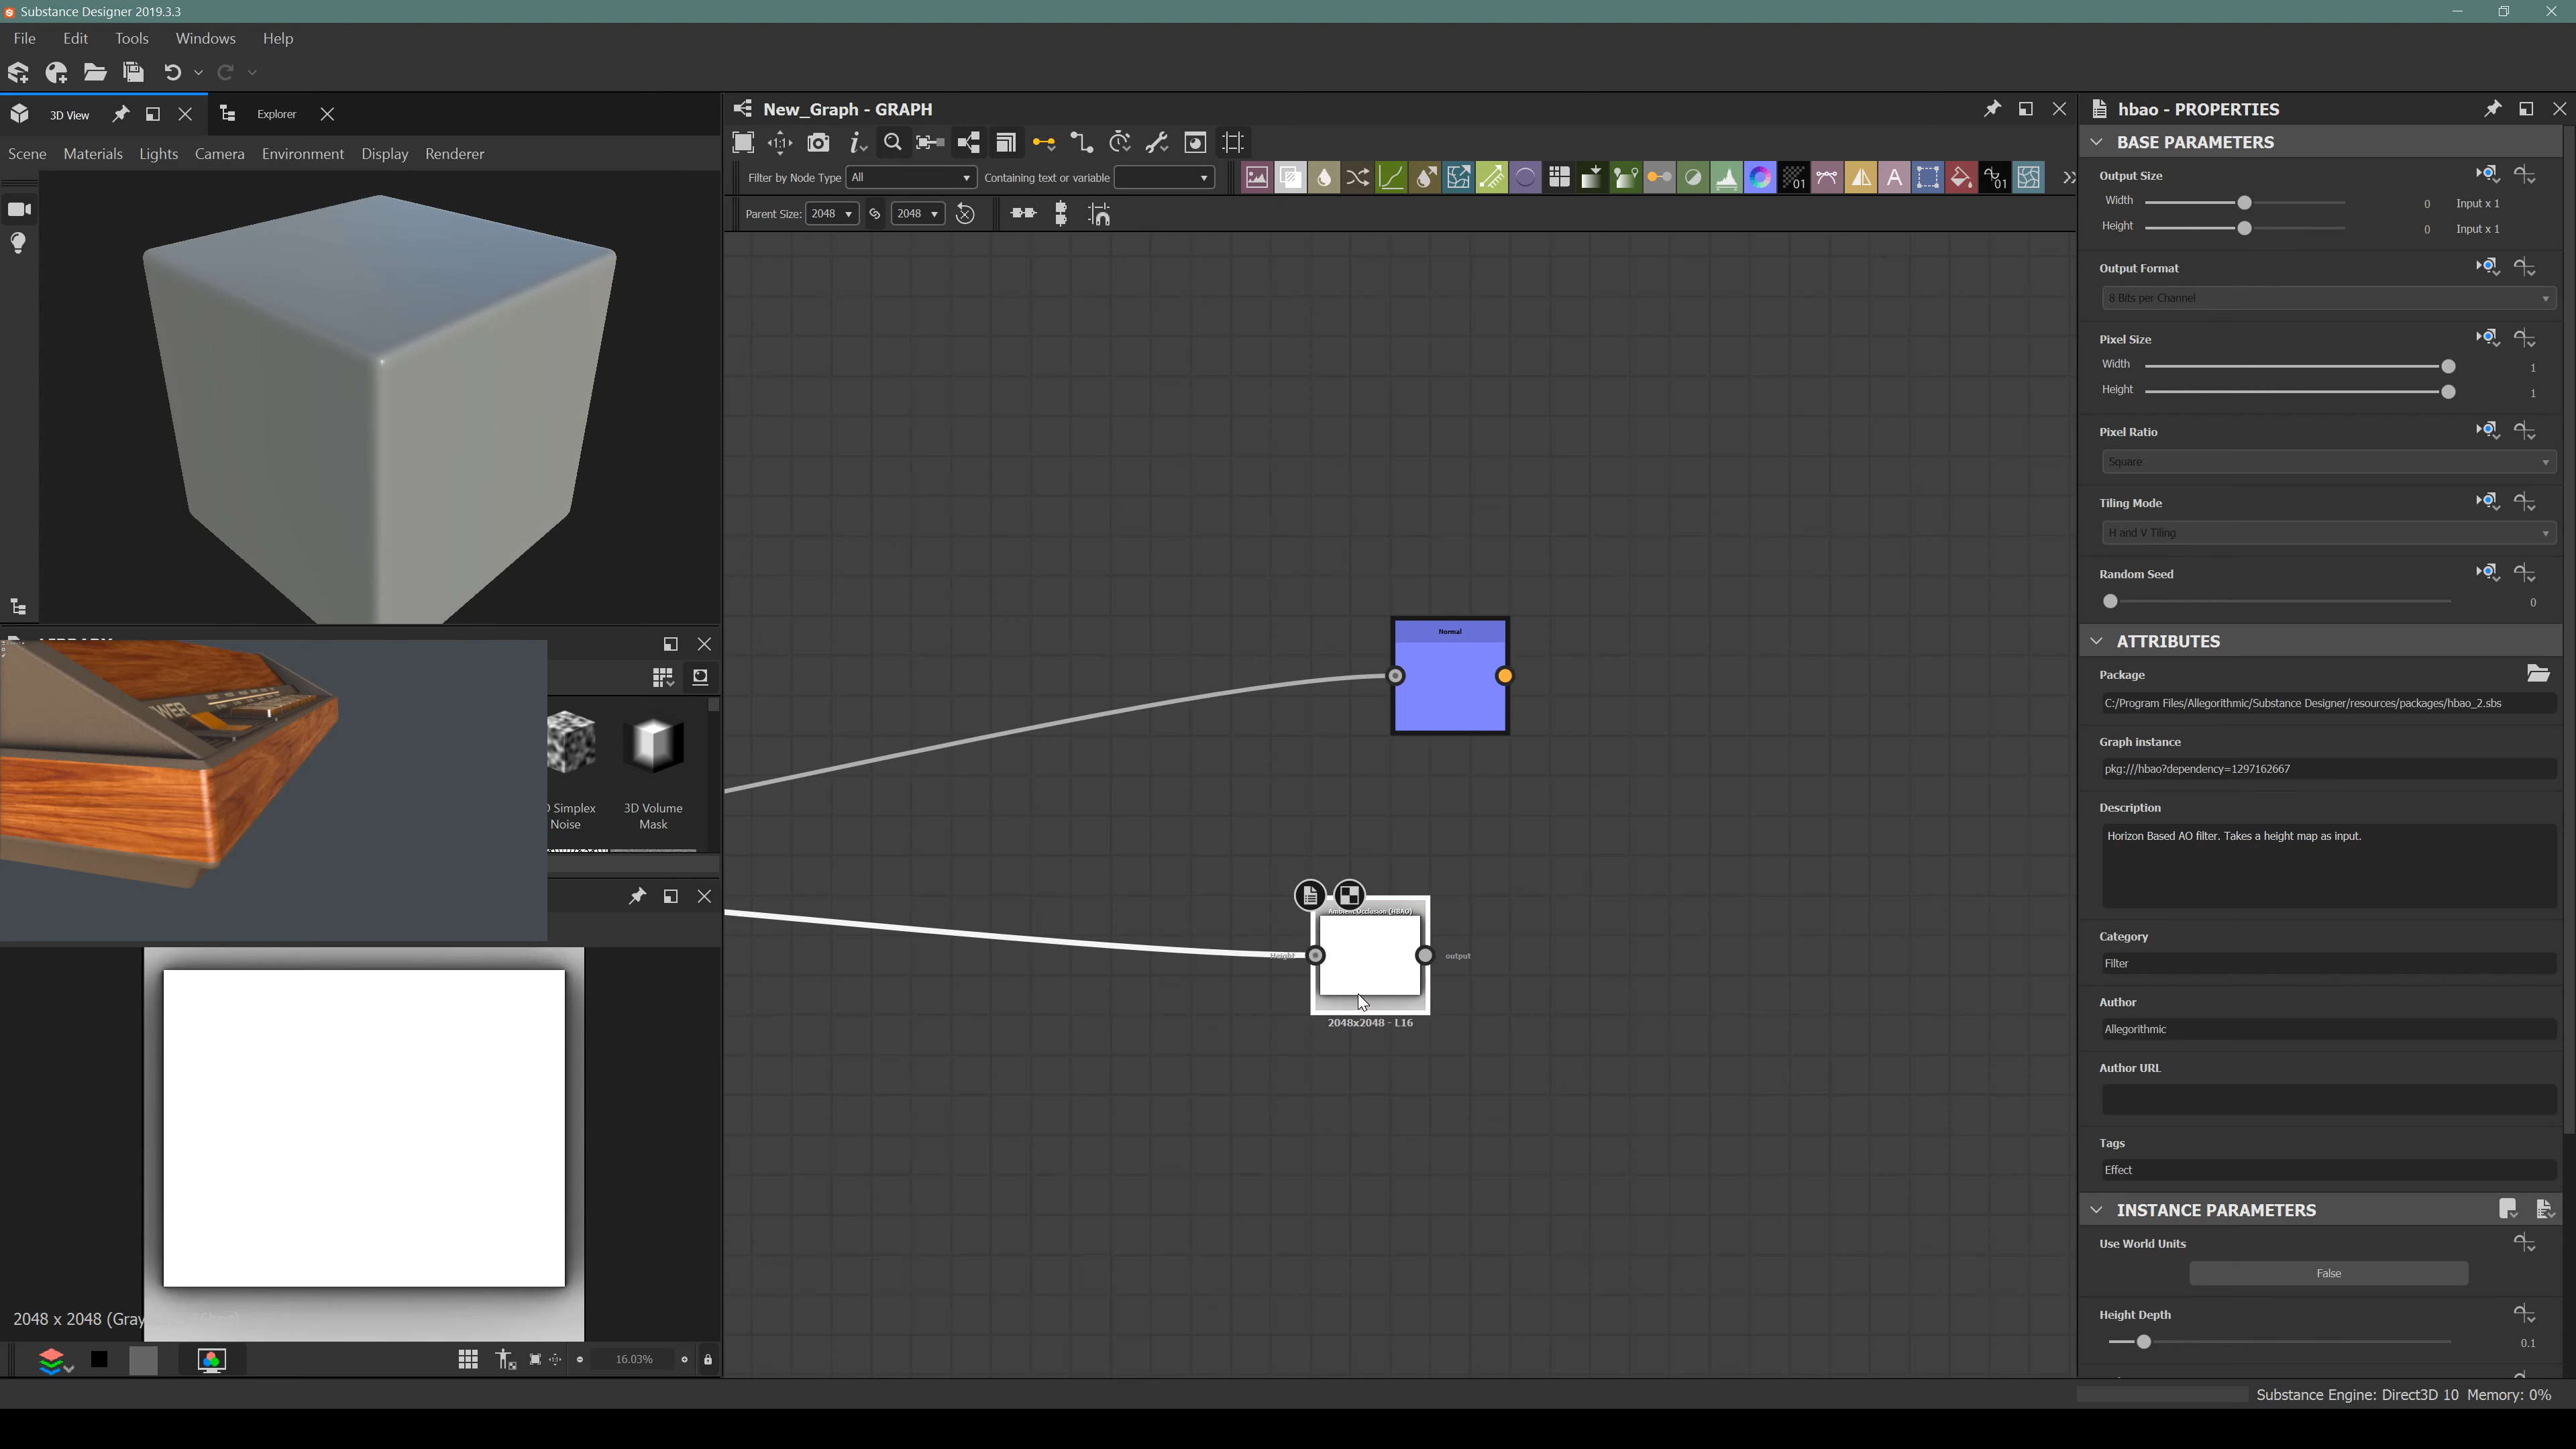 Substance Designer 2019.3.3
File Edit Tools Windows Help
3D View Explorer
Scene Materials Lights Camera Environment Display Renderer
New_Graph - GRAPH
Filter by Node Type All Containing text or variable
01 A 01
Parent Size: 2048 2048
Normal
Ambient Occlusion (HBAO)
Height output
2048x2048 - L16
Simplex
Noise
3D Volume
Mask
2048 x 2048 (Gray
16.03%
hbao - PROPERTIES
BASE PARAMETERS
Output Size
Width 0 Input x 1
Height 0 Input x 1
Output Format
8 Bits per Channel
Pixel Size
Width 1
Height 1
Pixel Ratio
Square
Tiling Mode
H and V Tiling
Random Seed
0
ATTRIBUTES
Package
C:/Program Files/Allegorithmic/Substance Designer/resources/packages/hbao_2.sbs
Graph instance
pkg:///hbao?dependency=1297162667
Description
Horizon Based AO filter. Takes a height map as input.
Category
Filter
Author
Allegorithmic
Author URL
Tags
Effect
INSTANCE PARAMETERS
Use World Units
False
Height Depth
0.1
Substance Engine: Direct3D 10 Memory: 0%